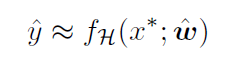 ŷ ≈ f_ℋ(x*; ŵ)